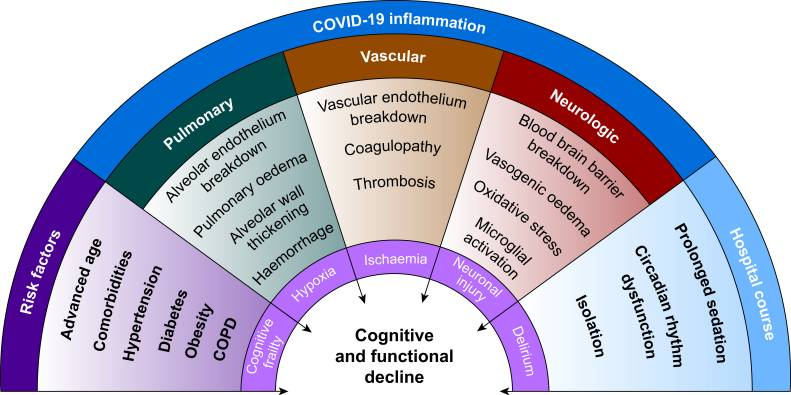 COVID-19 inflammation
Risk factors
Advanced age
Comorbidities
Hypertension
Diabetes
Obesity
COPD
Cognitive
frailty
Pulmonary
Alveolar endothelium
breakdown
Pulmonary oedema
Alveolar wall
thickening
Haemorrhage
Hypoxia
Vascular
Vascular endothelium
breakdown
Coagulopathy
Thrombosis
Ischaemia
Neurologic
Blood brain barrier
breakdown
Vasogenic oedema
Oxidative stress
Microglial
activation
Neuronal
injury
Hospital course
Prolonged sedation
Circadian rhythm
dysfunction
Isolation
Delirium
Cognitive
and functional
decline